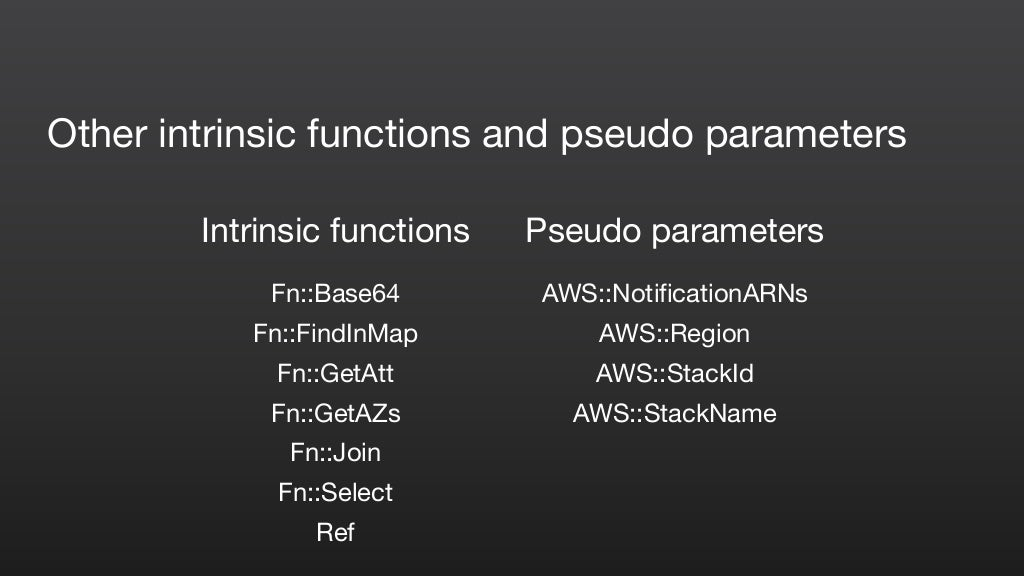 Other intrinsic functions and pseudo parameters
Intrinsic functions
Fn::Base64
Fn::FindInMap
Fn::GetAtt
Fn::GetAZs
Fn::Join
Fn::Select
Ref
Pseudo parameters
AWS::NotificationARNs
AWS::Region
AWS::StackId
AWS::StackName